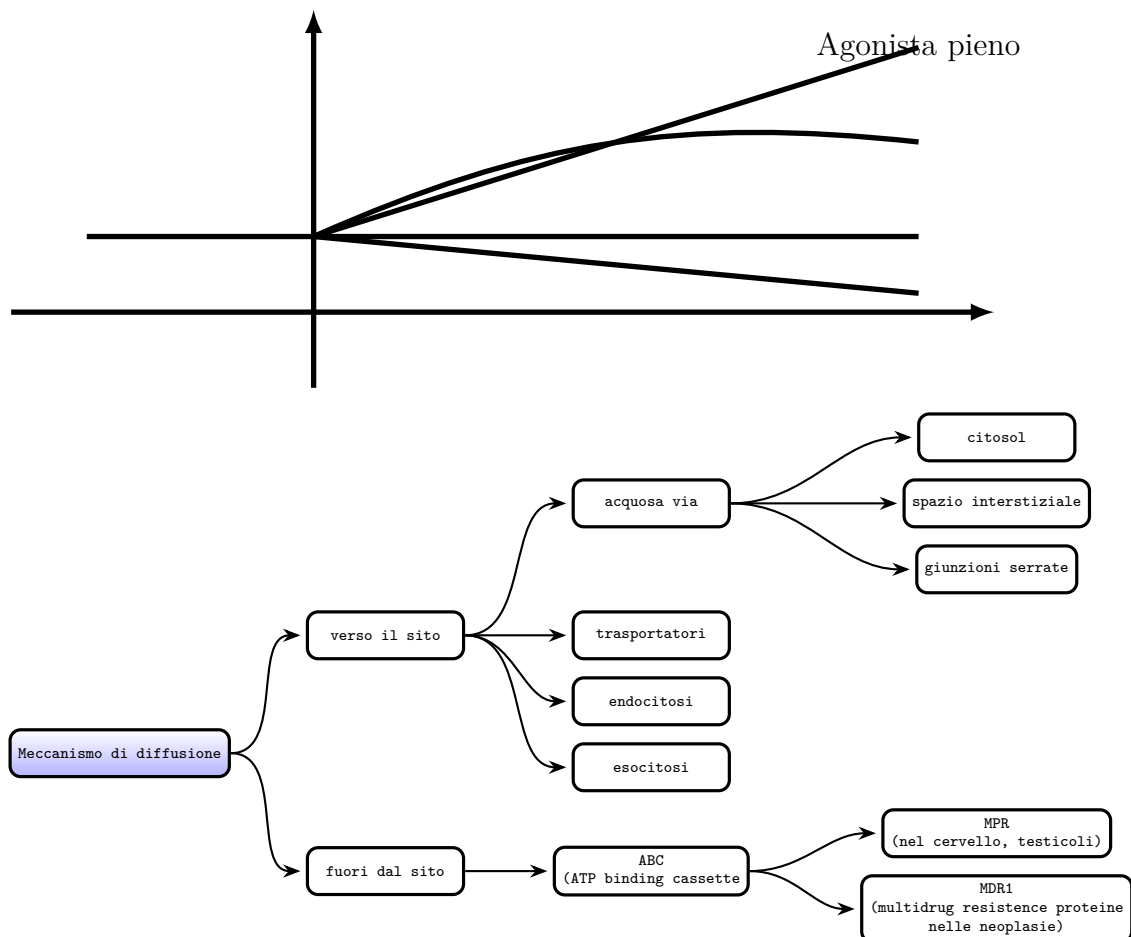 Agonista pieno
citosol
acquosa via
spazio interstiziale
giunzioni serrate
verso il sito
trasportatori
endocitosi
Meccanismo di diffusione
esocitosi
fuori dal sito
ABC
(ATP binding cassette
MPR
(nel cervello, testicoli)
MDR1
(multidrug resistence proteine
nelle neoplasie)